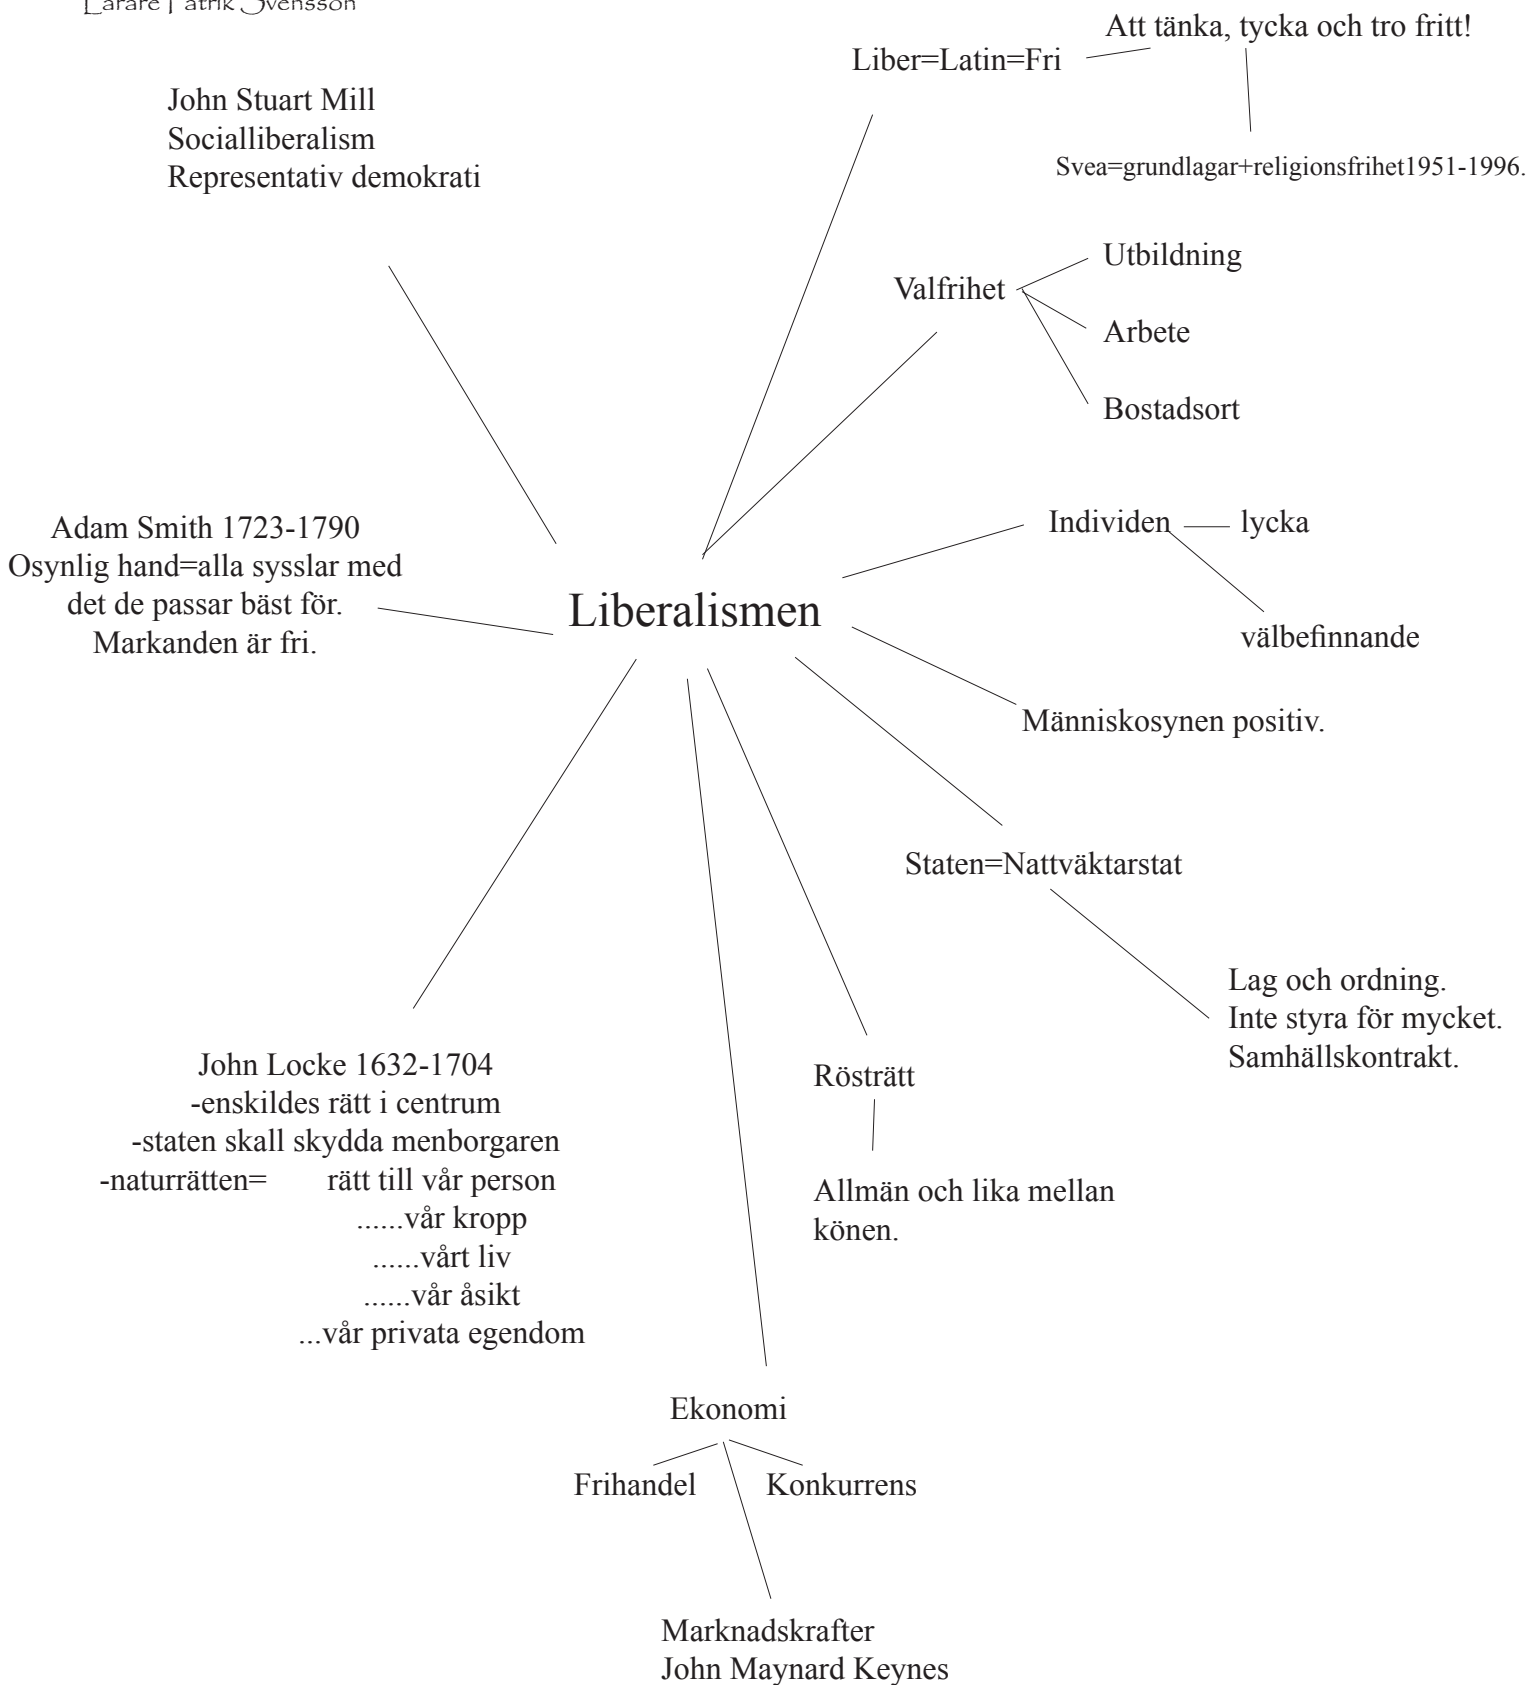 Lärare Patrik Svensson
Att tänka, tycka och tro fritt!
Liber=Latin=Fri
John Stuart Mill
Socialliberalism
Representativ demokrati
Svea=grundlagar+religionsfrihet1951-1996.
Valfrihet
Utbildning
Arbete
Bostadsort
Adam Smith 1723-1790
Osynlig hand=alla sysslar med
det de passar bäst för.
Markanden är fri.
Liberalismen
Individen
lycka
välbefinnande
Människosynen positiv.
Staten=Nattväktarstat
Lag och ordning.
Inte styra för mycket.
Samhällskontrakt.
John Locke 1632-1704
-enskildes rätt i centrum
-staten skall skydda menborgaren
-naturrätten= rätt till vår person
......vår kropp
......vårt liv
......vår åsikt
...vår privata egendom
Rösträtt
Allmän och lika mellan
könen.
Ekonomi
Frihandel
Konkurrens
Marknadskrafter
John Maynard Keynes